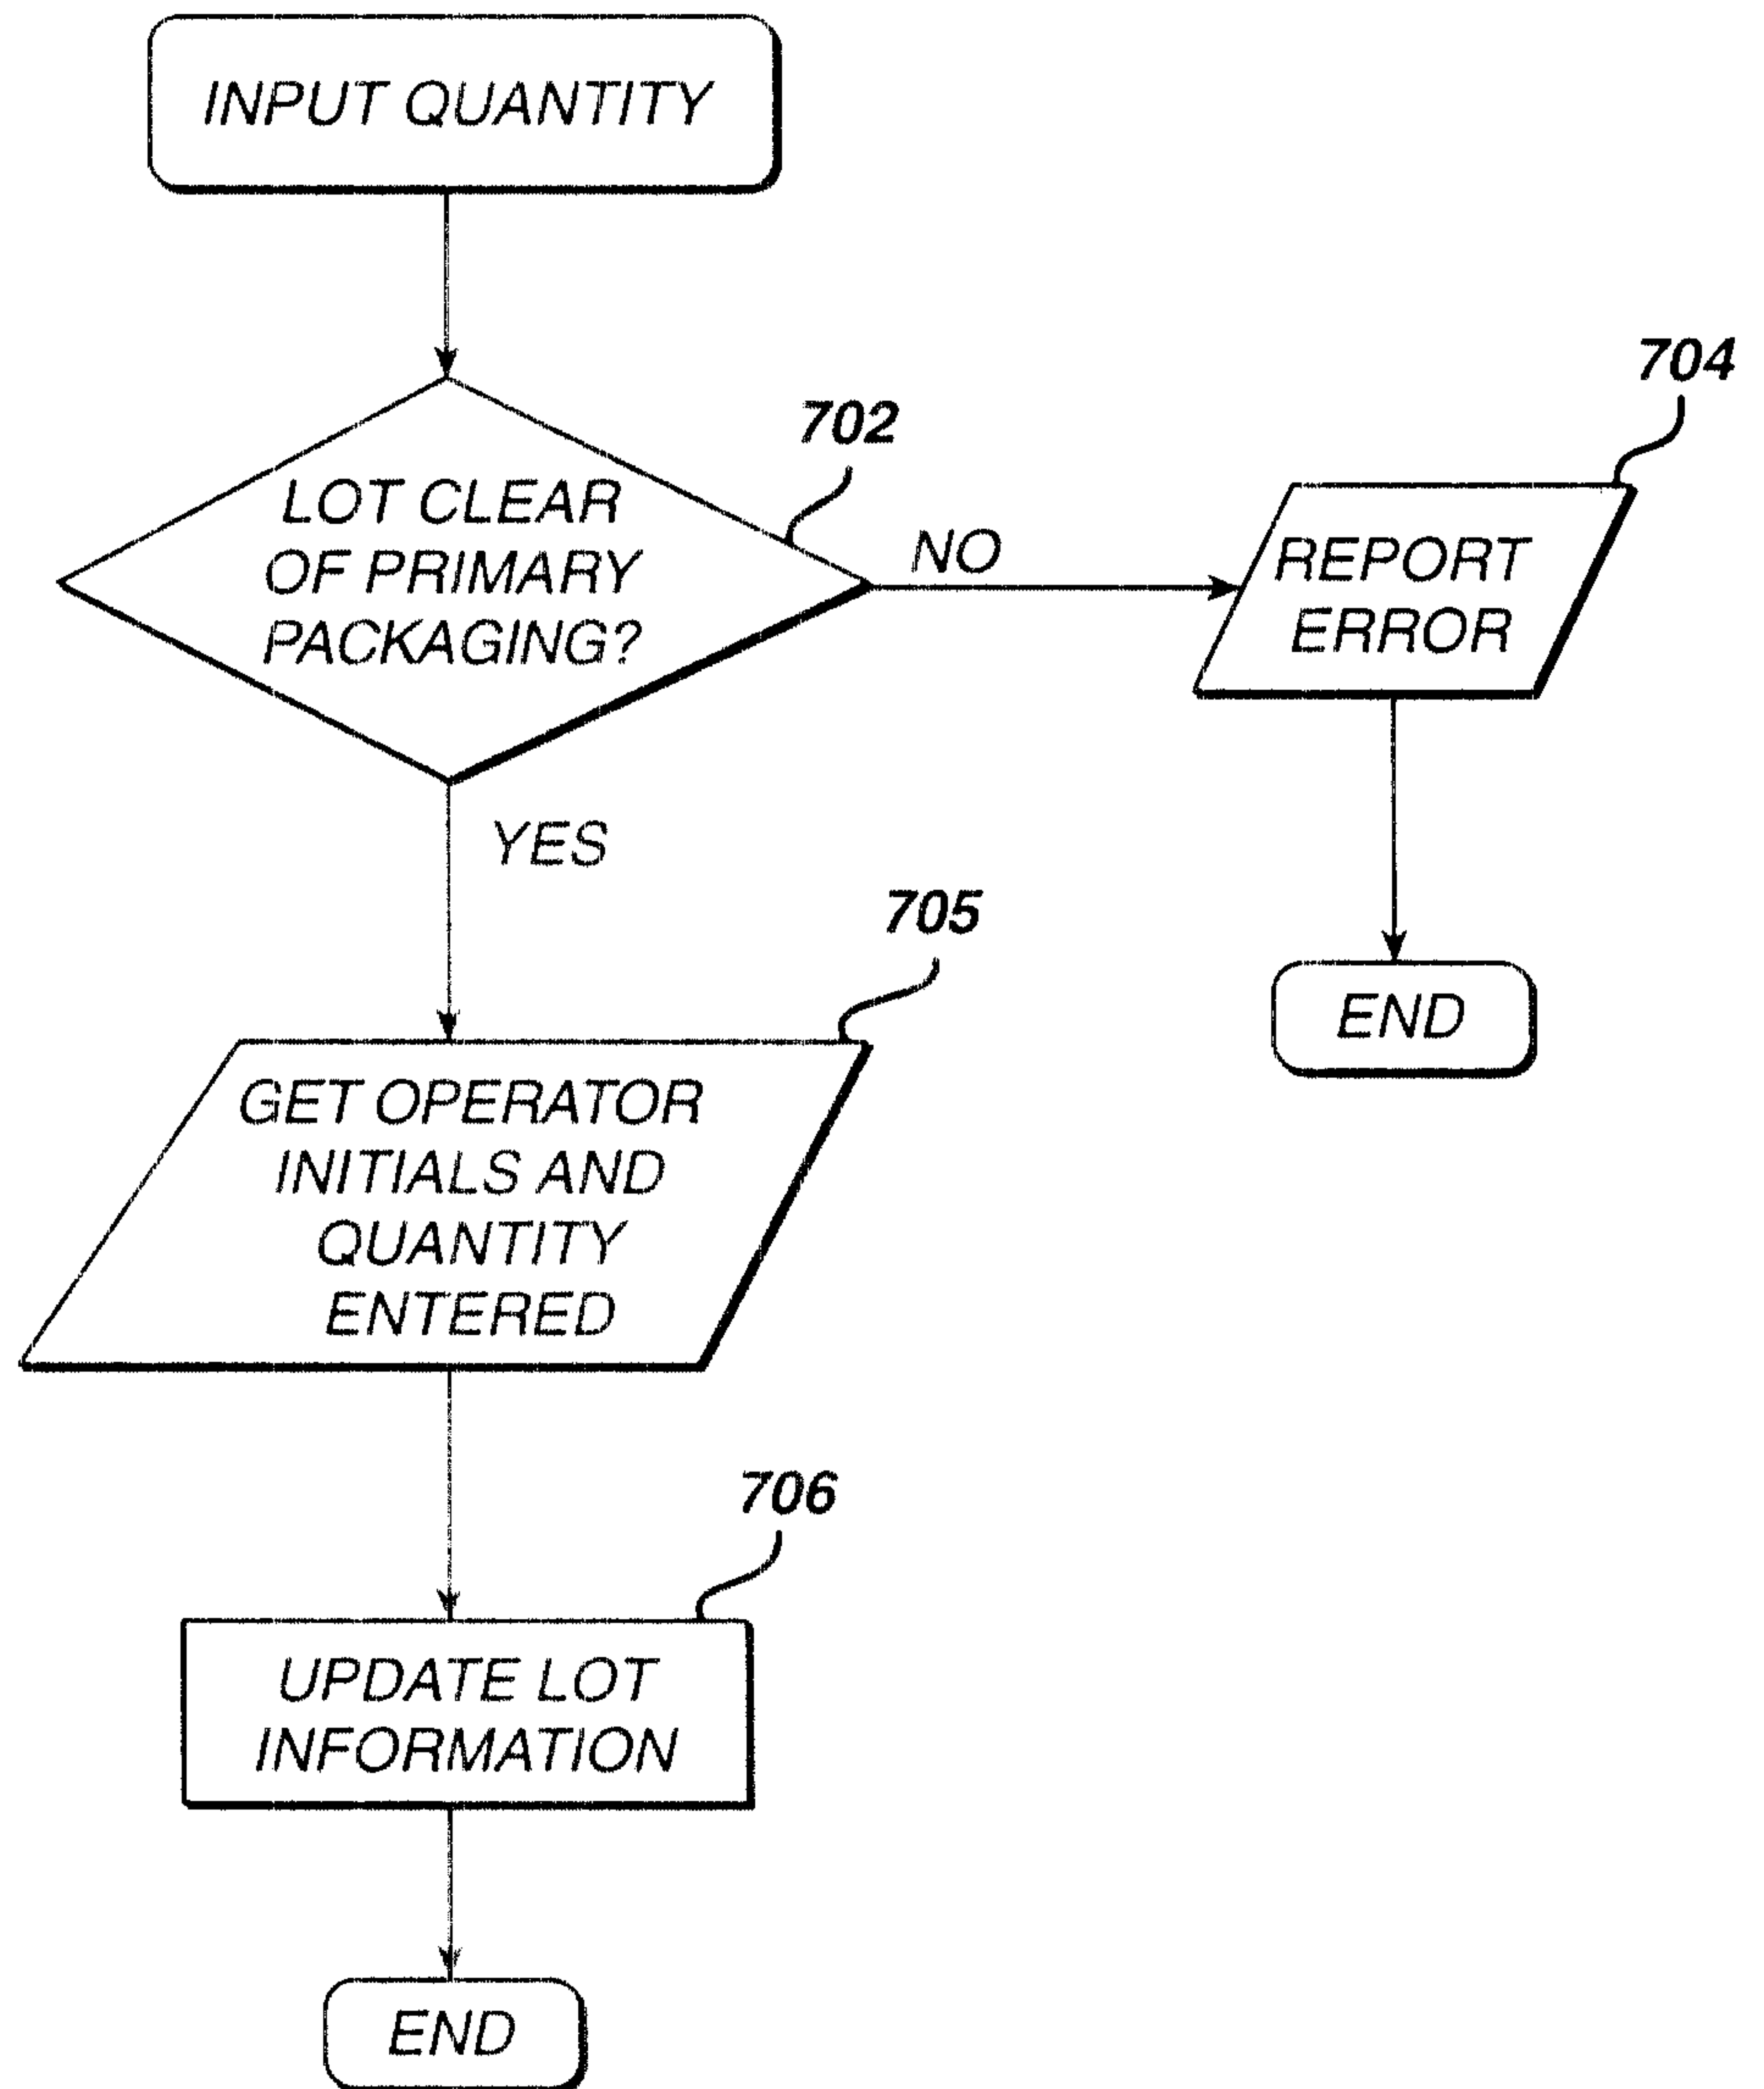 INPUT QUANTITY
702
LOT CLEAR
OF PRIMARY
PACKAGING?
NO
704
REPORT
ERROR
END
YES
705
GET OPERATOR
INITIALS AND
QUANTITY
ENTERED
706
UPDATE LOT
INFORMATION
END